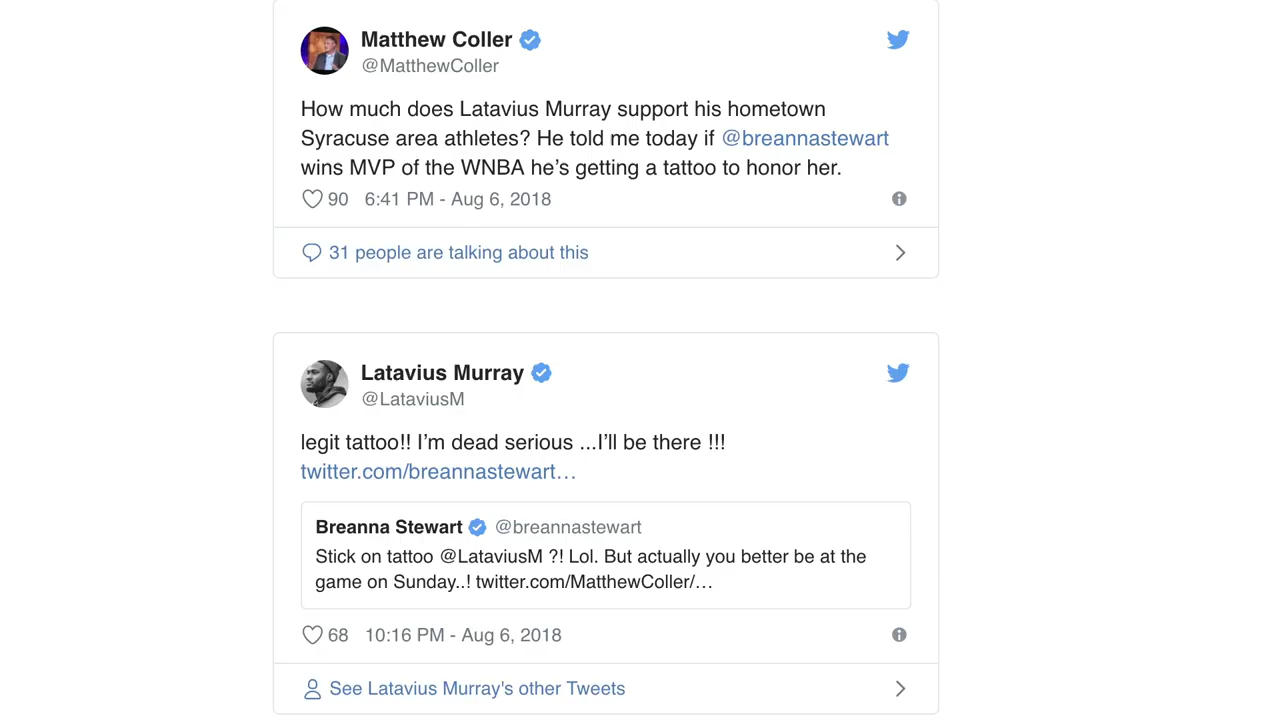 Matthew Coller
@MatthewColler
How much does Latavius Murray support his hometown
Syracuse area athletes? He told me today if @breannastewart
wins MVP of the WNBA he’s getting a tattoo to honor her.
90 6:41 PM - Aug 6, 2018
31 people are talking about this
Latavius Murray
@LataviusM
legit tattoo!! I’m dead serious ...I’ll be there !!!
twitter.com/breannastewart…
Breanna Stewart @breannastewart
Stick on tattoo @LataviusM ?! Lol. But actually you better be at the
game on Sunday..! twitter.com/MatthewColler/…
68 10:16 PM - Aug 6, 2018
See Latavius Murray's other Tweets